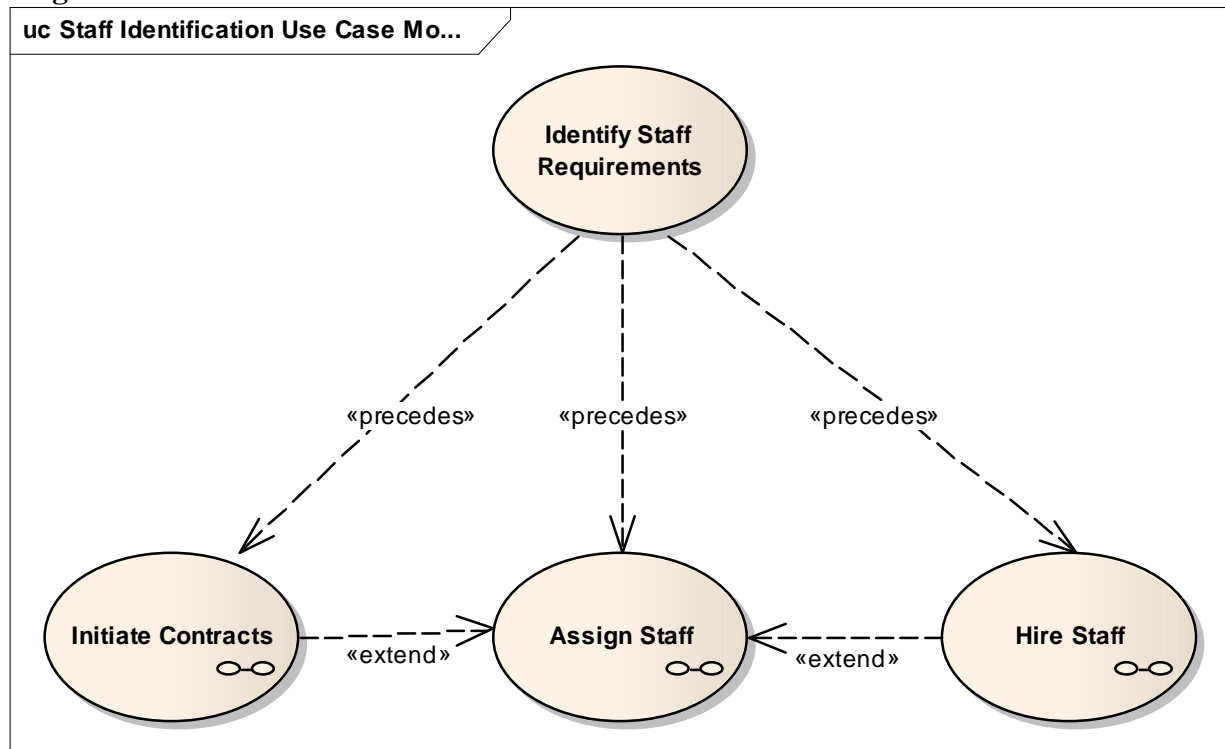 uc Staff Identification Use Case Mo...
Identify Staff
Requirements
«precedes» «precedes» «precedes»
Initiate Contracts
«extend»
Assign Staff
«extend»
Hire Staff